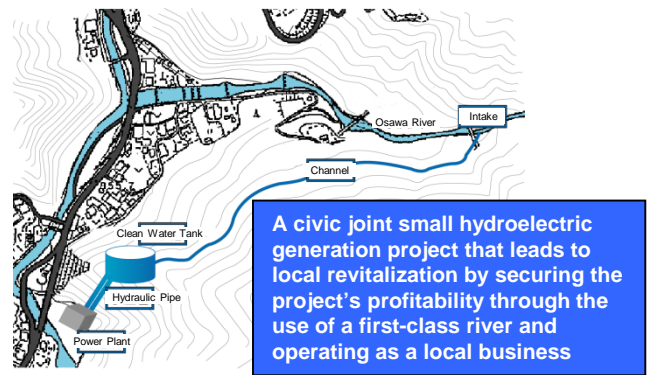 Intake
Osawa River
Channel
Clean Water Tank
Hydraulic Pipe
Power Plant
A civic joint small hydroelectric
generation project that leads to
local revitalization by securing the
project's profitability through the
use of a first-class river and
operating as a local business